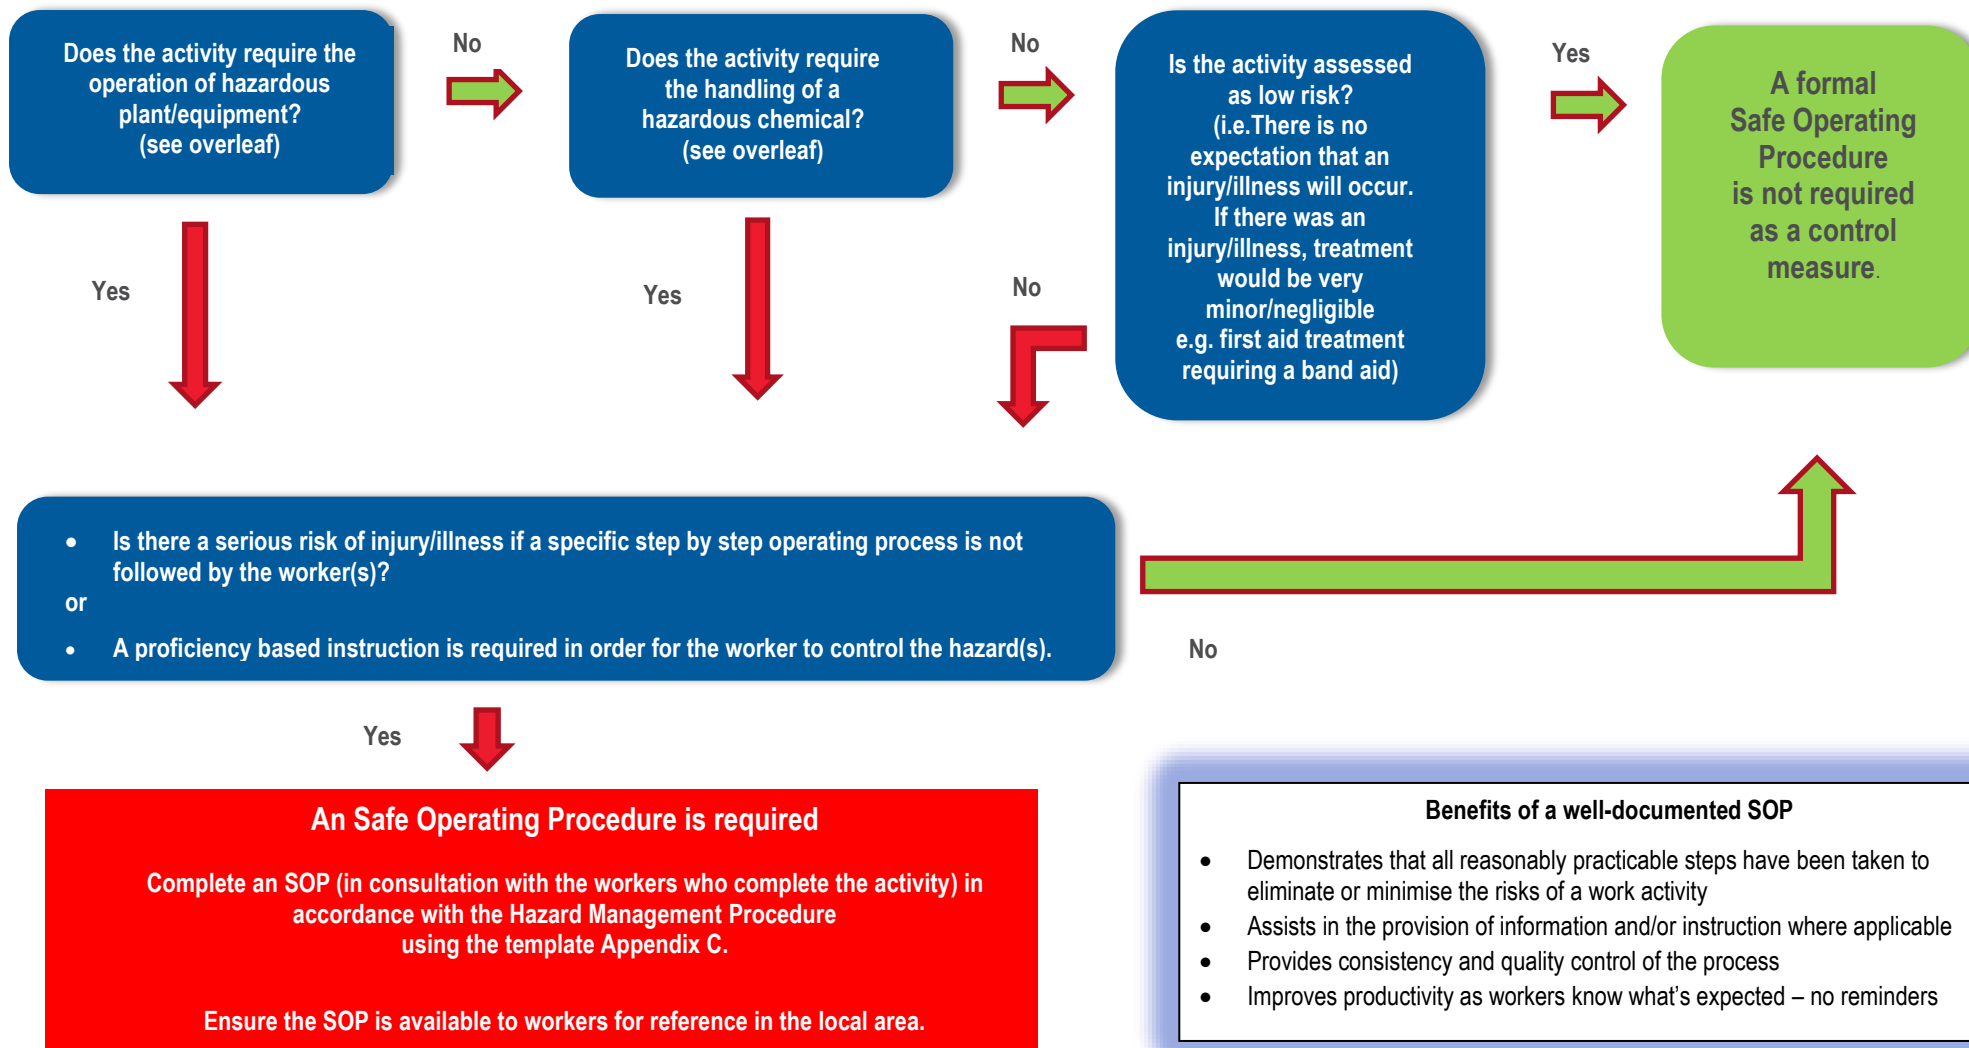 Does the activity require the
operation of hazardous
plant/equipment?
(see overleaf)
No
Does the activity require
the handling of a
hazardous chemical?
(see overleaf)
No
Is the activity assessed
as low risk?
(i.e.There is no
expectation that an
injury/illness will occur.
If there was an
injury/illness, treatment
would be very
minor/negligible
e.g. first aid treatment
requiring a band aid)
Yes
A formal
Safe Operating
Procedure
is not required
as a control
measure.
Yes
Yes
No
• Is there a serious risk of injury/illness if a specific step by step operating process is not
followed by the worker(s)?
or
• A proficiency based instruction is required in order for the worker to control the hazard(s).
No
Yes
An Safe Operating Procedure is required
Complete an SOP (in consultation with the workers who complete the activity) in
accordance with the Hazard Management Procedure
using the template Appendix C.
Ensure the SOP is available to workers for reference in the local area.
Benefits of a well-documented SOP
• Demonstrates that all reasonably practicable steps have been taken to
eliminate or minimise the risks of a work activity
• Assists in the provision of information and/or instruction where applicable
• Provides consistency and quality control of the process
• Improves productivity as workers know what’s expected – no reminders